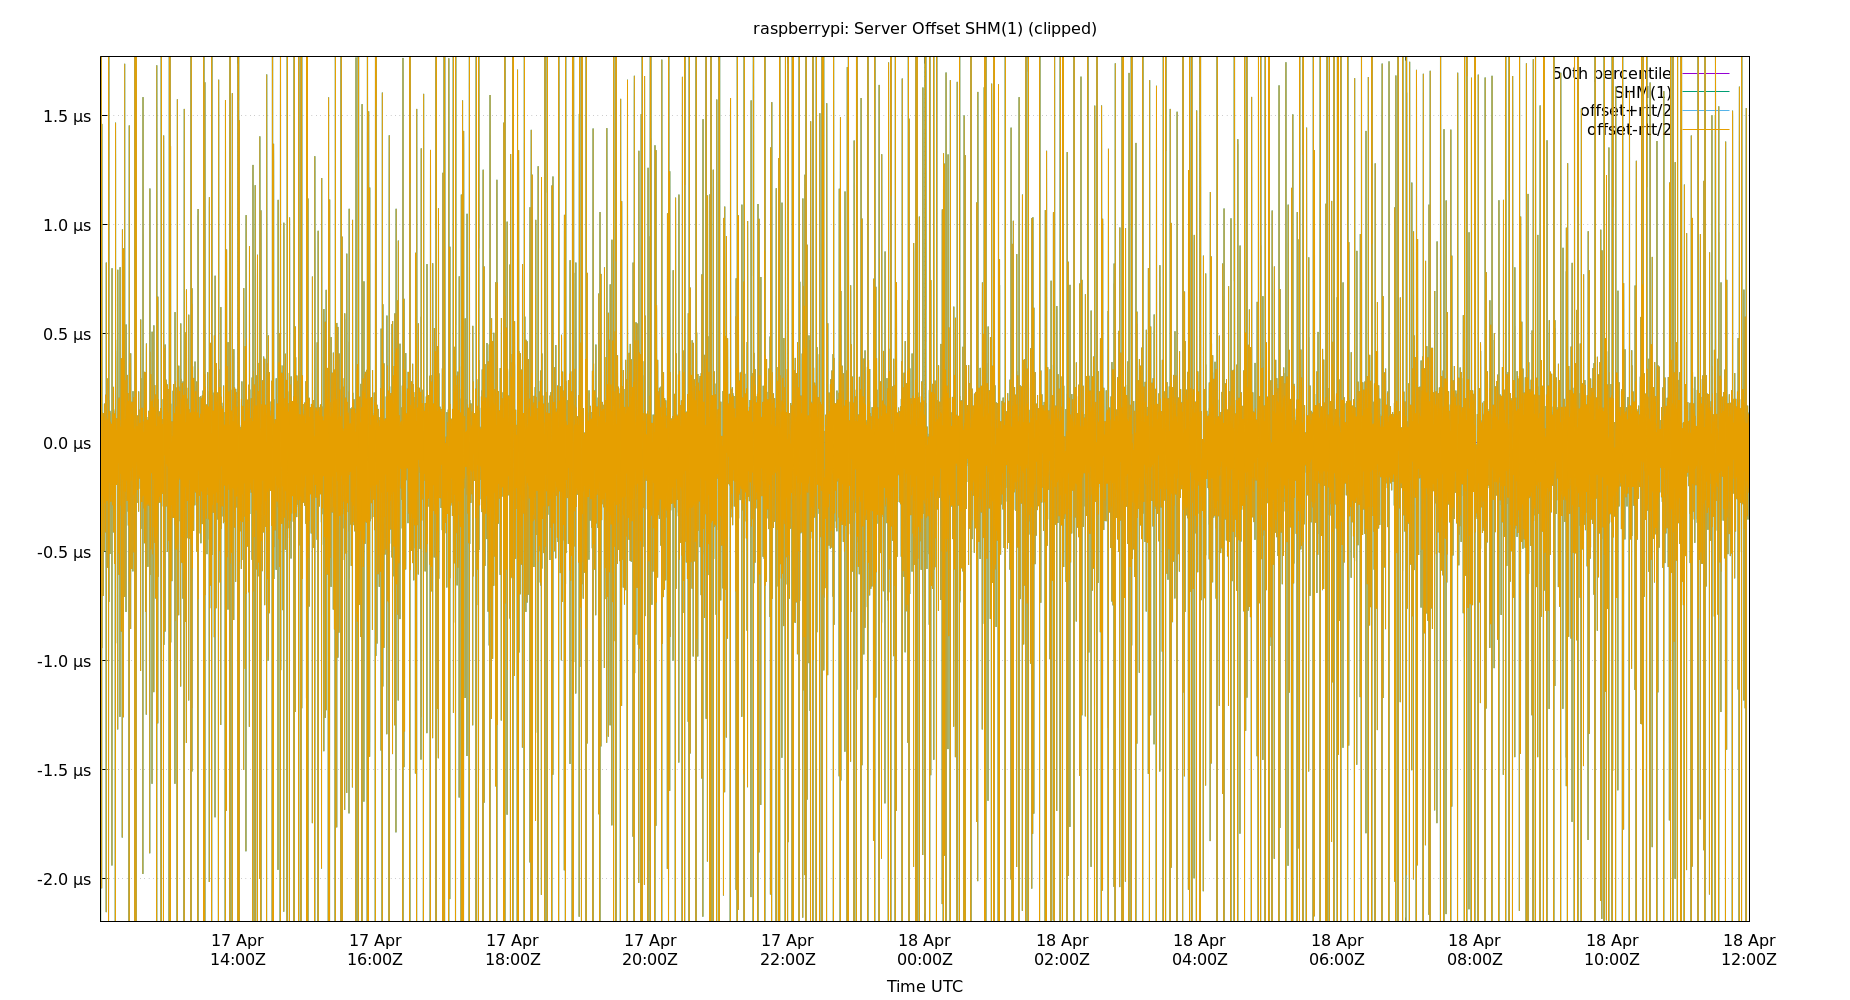 raspberrypi: Server Offset SHM(1) (clipped)
50th percentile
SHM(1)
offset+rtt/2
offset-rtt/2
1.5 µs
1.0 µs
0.5 µs
0.0 µs
-0.5 µs
-1.0 µs
-1.5 µs
-2.0 µs
17 Apr 17 Apr 17 Apr 17 Apr 17 Apr 18 Apr 18 Apr 18 Apr 18 Apr 18 Apr 18 Apr 18 Apr
14:00Z 16:00Z 18:00Z 20:00Z 22:00Z 00:00Z 02:00Z 04:00Z 06:00Z 08:00Z 10:00Z 12:00Z
Time UTC